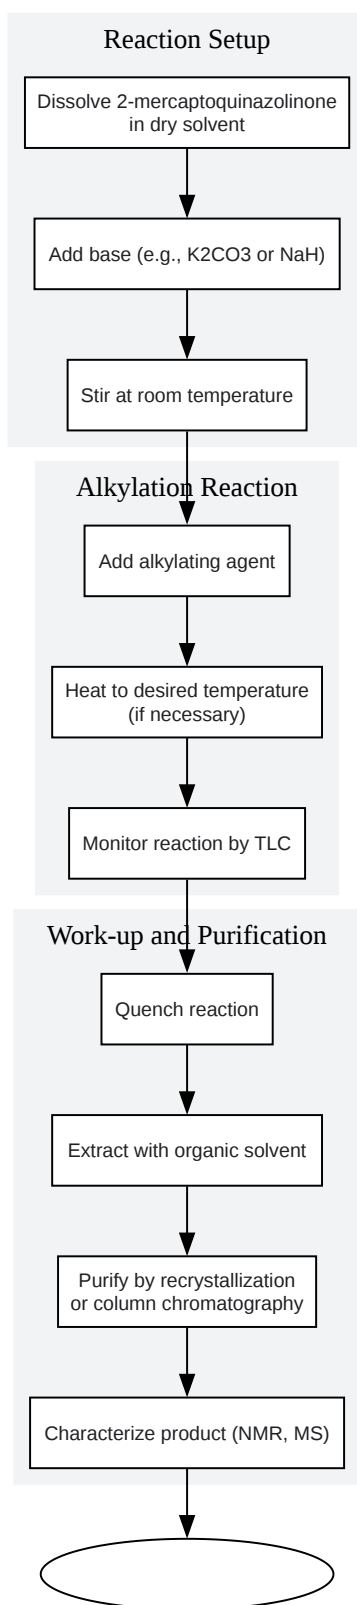 Reaction Setup
Dissolve 2-mercaptoquinazolinone
in dry solvent
Add base (e.g., K2CO3 or NaH)
Stir at room temperature
Alkylation Reaction
Add alkylating agent
Heat to desired temperature
(if necessary)
Monitor reaction by TLC
Work-up and Purification
Quench reaction
Extract with organic solvent
Purify by recrystallization
or column chromatography
Characterize product (NMR, MS)